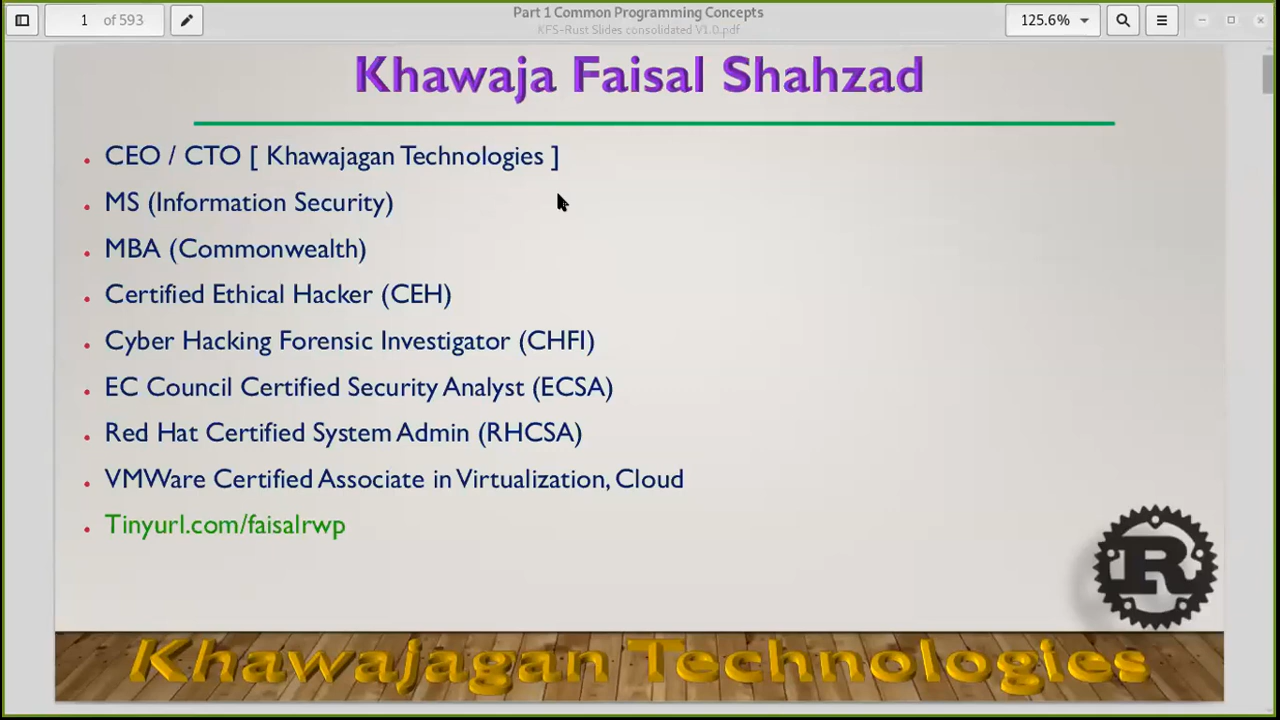 1 of 593
Part 1 Common Programming Concepts
KFS-Rust Slides consolidated V1.0.pdf
125.6%
Khawaja Faisal Shahzad
CEO / CTO [ Khawajagan Technologies ]
MS (Information Security)
MBA (Commonwealth)
Certified Ethical Hacker (CEH)
Cyber Hacking Forensic Investigator (CHFI)
EC Council Certified Security Analyst (ECSA)
Red Hat Certified System Admin (RHCSA)
VMWare Certified Associate in Virtualization, Cloud
Tinyurl.com/faisalrwp
R
Khawajagan Technologies